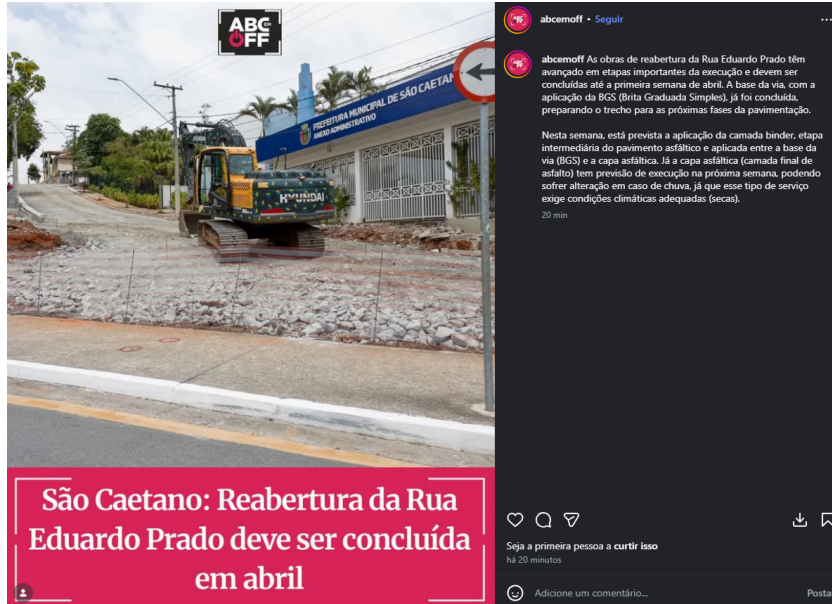 ABC EM
OFF
PREFEITURA MUNICIPAL DE SÃO CAETAN
ANEXO ADMINISTRATIVO
HYUNDAI
São Caetano: Reabertura da Rua
Eduardo Prado deve ser concluída
em abril
abcemoff • Seguir
abcemoff As obras de reabertura da Rua Eduardo Prado têm
avançado em etapas importantes da execução e devem ser
concluídas até a primeira semana de abril. A base da via, com a
aplicação da BGS (Brita Graduada Simples), já foi concluída,
preparando o trecho para as próximas fases da pavimentação.
Nesta semana, está prevista a aplicação da camada binder, etapa
intermediária do pavimento asfáltico e aplicada entre a base da
via (BGS) e a capa asfáltica. Já a capa asfáltica (camada final de
asfalto) tem previsão de execução na próxima semana, podendo
sofrer alteração em caso de chuva, já que esse tipo de serviço
exige condições climáticas adequadas (secas).
20 min
Seja a primeira pessoa a curtir isso
há 20 minutos
Adicione um comentário...
Posta